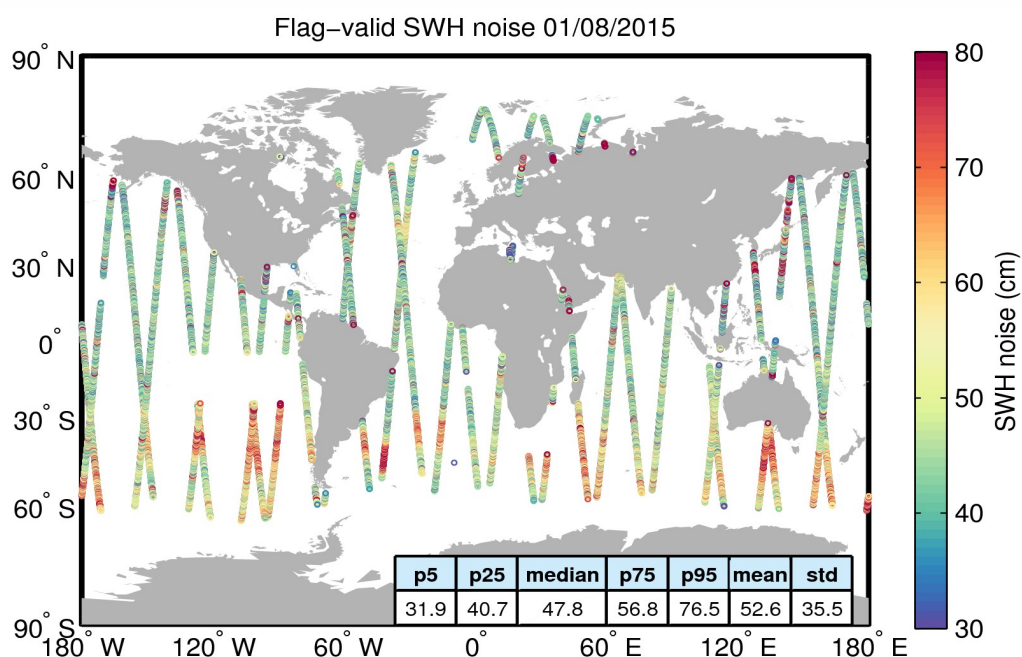 Flag−valid SWH noise 01/08/2015
90° N
60° N
30° N
0°
30° S
60° S
90° S
180° W
120° W
60° W
0°
60° E
120° E
180° E
80
70
60
50
40
30
SWH noise (cm)
p5 p25 median p75 p95 mean std
31.9 40.7 47.8 56.8 76.5 52.6 35.5